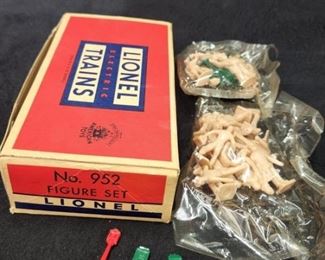 LIONEL
ELECTRIC
TRAINS
No. 952
FIGURE SET
LIONEL